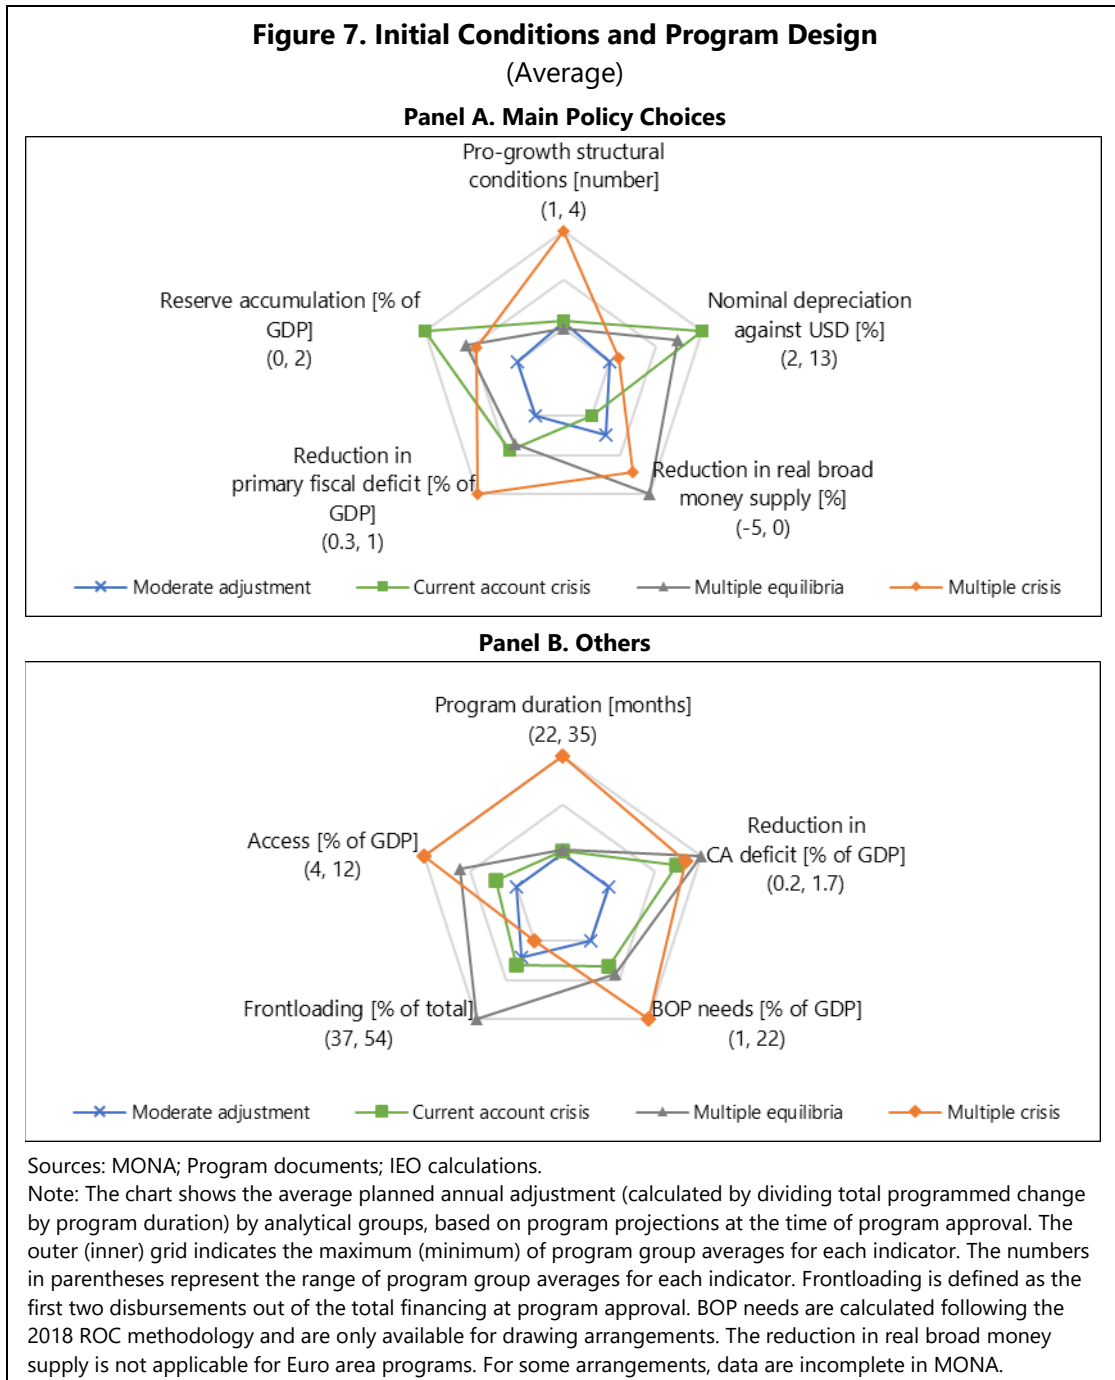 Figure 7. Initial Conditions and Program Design
(Average)
Panel A. Main Policy Choices
Pro-growth structural
conditions [number]
(1, 4)
Reserve accumulation [% of
GDP]
(0, 2)
Nominal depreciation
against USD [%]
(2, 13)
Reduction in
primary fiscal deficit [% of
GDP]
(0.3, 1)
Reduction in real broad
money supply [%]
(-5, 0)
Moderate adjustment Current account crisis Multiple equilibria Multiple crisis
Panel B. Others
Program duration [months]
(22, 35)
Access [% of GDP]
(4, 12)
Reduction in
CA deficit [% of GDP]
(0.2, 1.7)
Frontloading [% of total]
(37, 54)
BOP needs [% of GDP]
(1, 22)
Moderate adjustment Current account crisis Multiple equilibria Multiple crisis
Sources: MONA; Program documents; IEO calculations.
Note: The chart shows the average planned annual adjustment (calculated by dividing total programmed change
by program duration) by analytical groups, based on program projections at the time of program approval. The
outer (inner) grid indicates the maximum (minimum) of program group averages for each indicator. The numbers
in parentheses represent the range of program group averages for each indicator. Frontloading is defined as the
first two disbursements out of the total financing at program approval. BOP needs are calculated following the
2018 ROC methodology and are only available for drawing arrangements. The reduction in real broad money
supply is not applicable for Euro area programs. For some arrangements, data are incomplete in MONA.